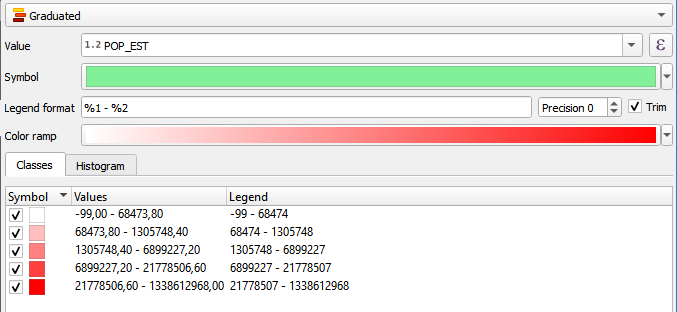 Graduated
Value 1.2 POP_EST ε
Symbol
Legend format %1 - %2 Precision 0 Trim
Color ramp
Classes Histogram
Symbol Values Legend
-99,00 - 68473,80 -99 - 68474
68473,80 - 1305748,40 68474 - 1305748
1305748,40 - 6899227,20 1305748 - 6899227
6899227,20 - 21778506,60 6899227 - 21778507
21778506,60 - 1338612968,00 21778507 - 1338612968